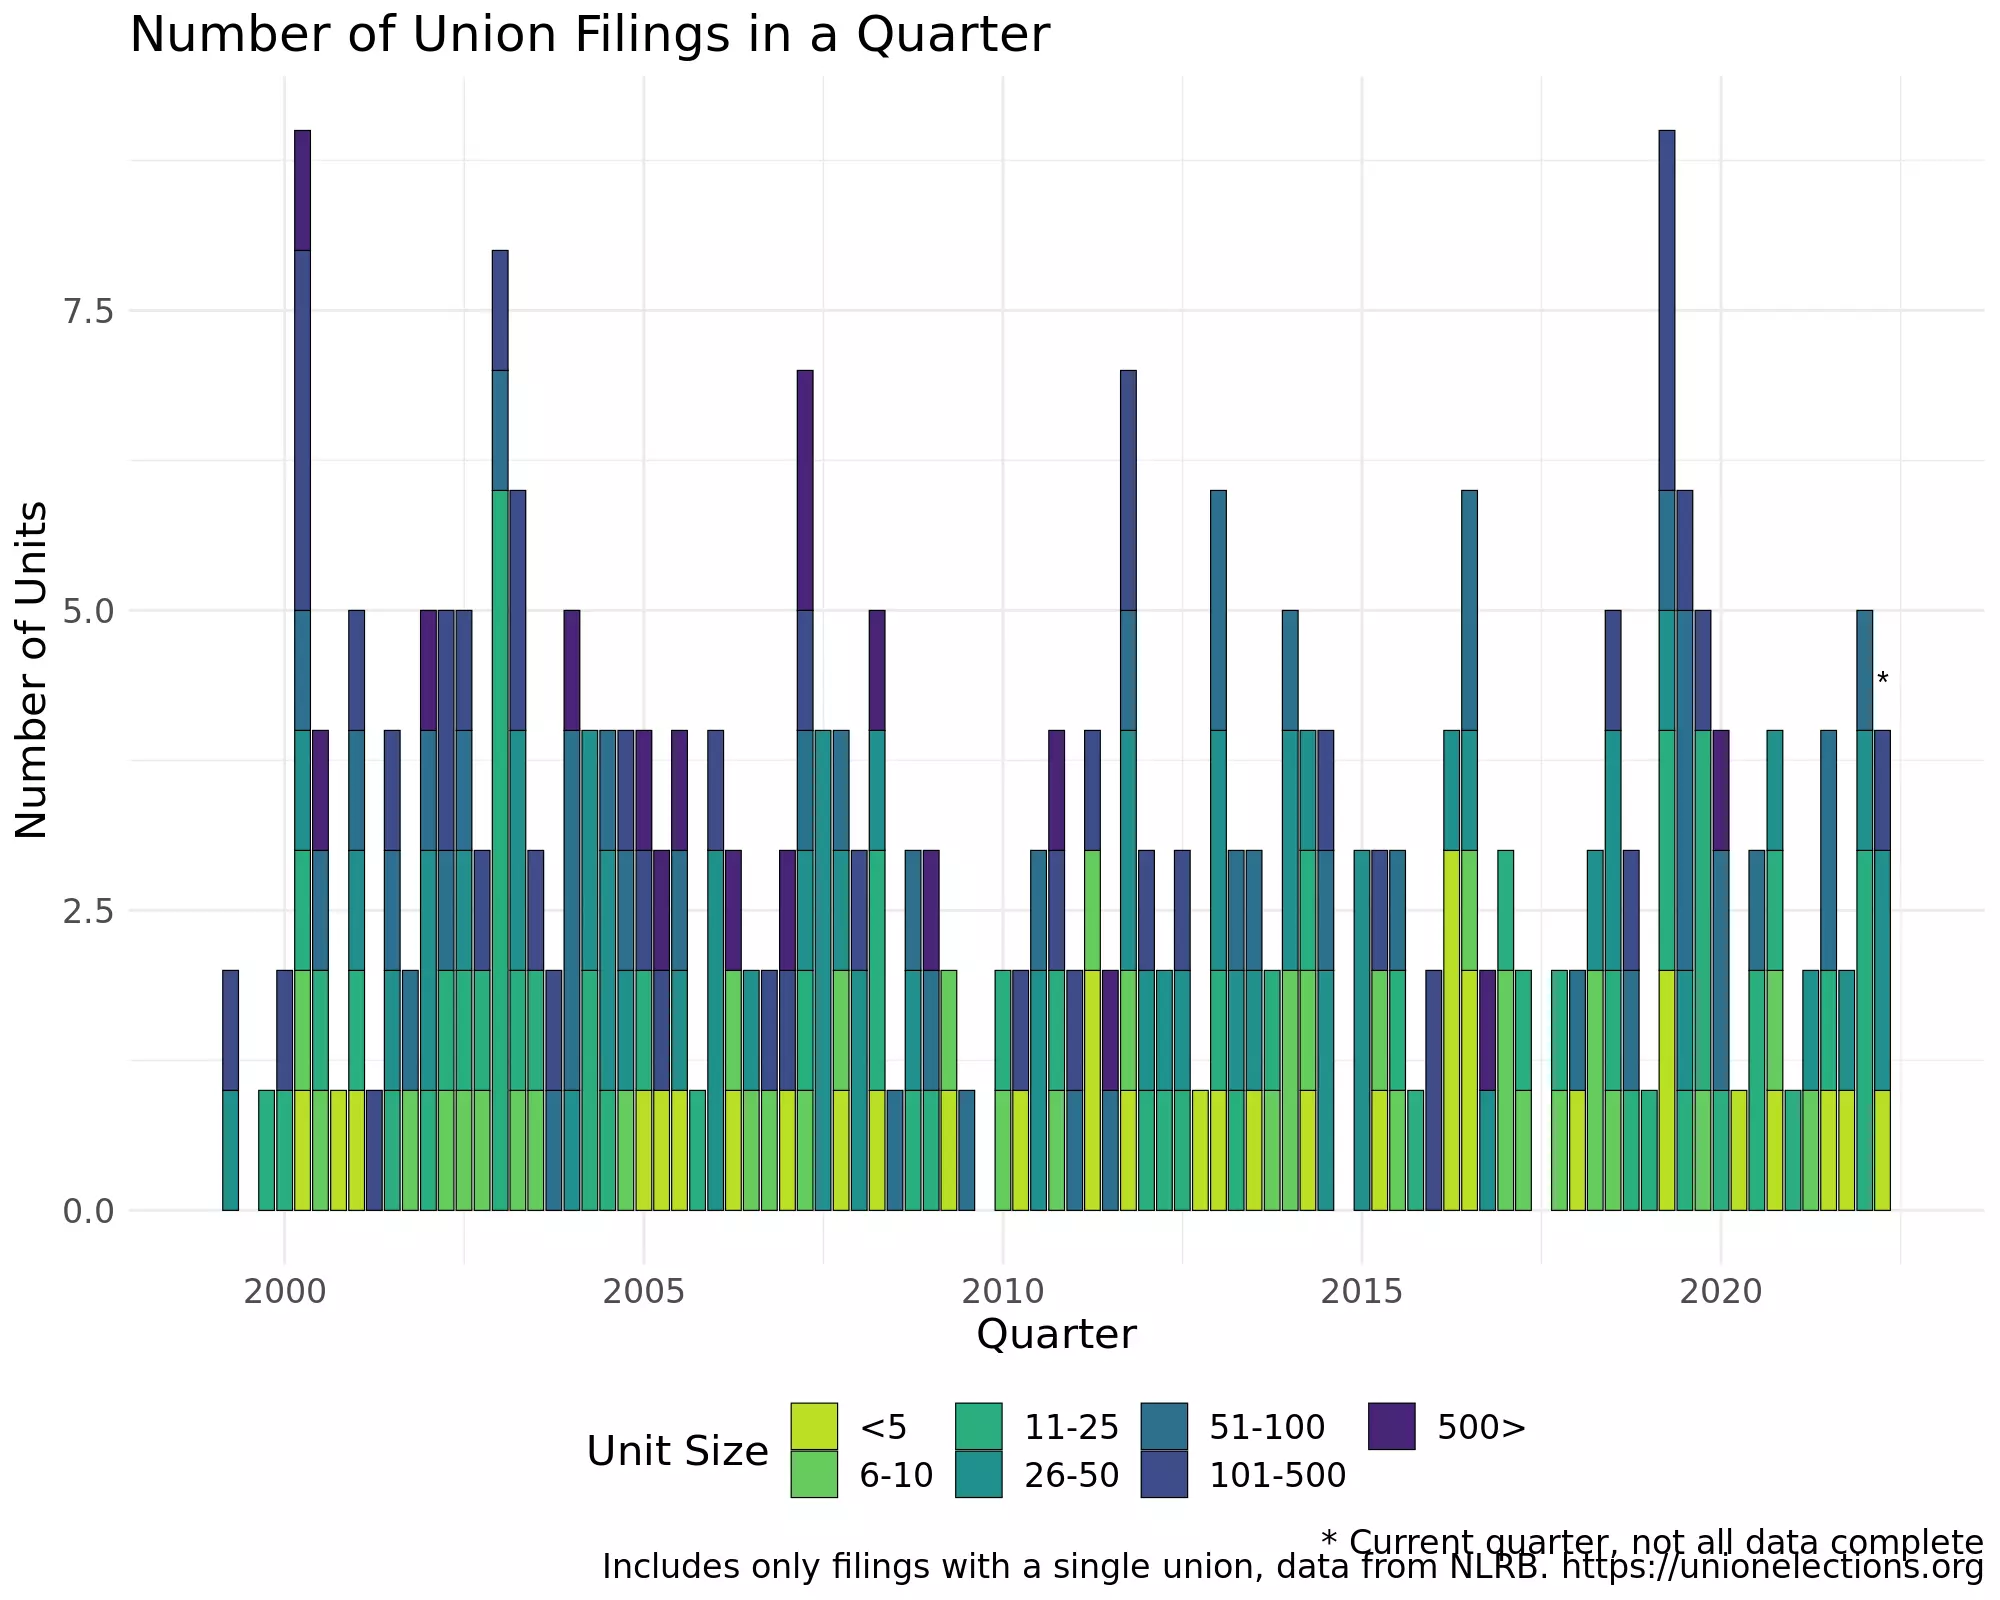 Number of Union Filings in a Quarter
Number of Units
7.5
5.0
2.5
0.0
*
2000 2005 2010 2015 2020
Quarter
Unit Size
<5 11-25 51-100 500>
6-10 26-50 101-500
* Current quarter, not all data complete
Includes only filings with a single union, data from NLRB. https://unionelections.org